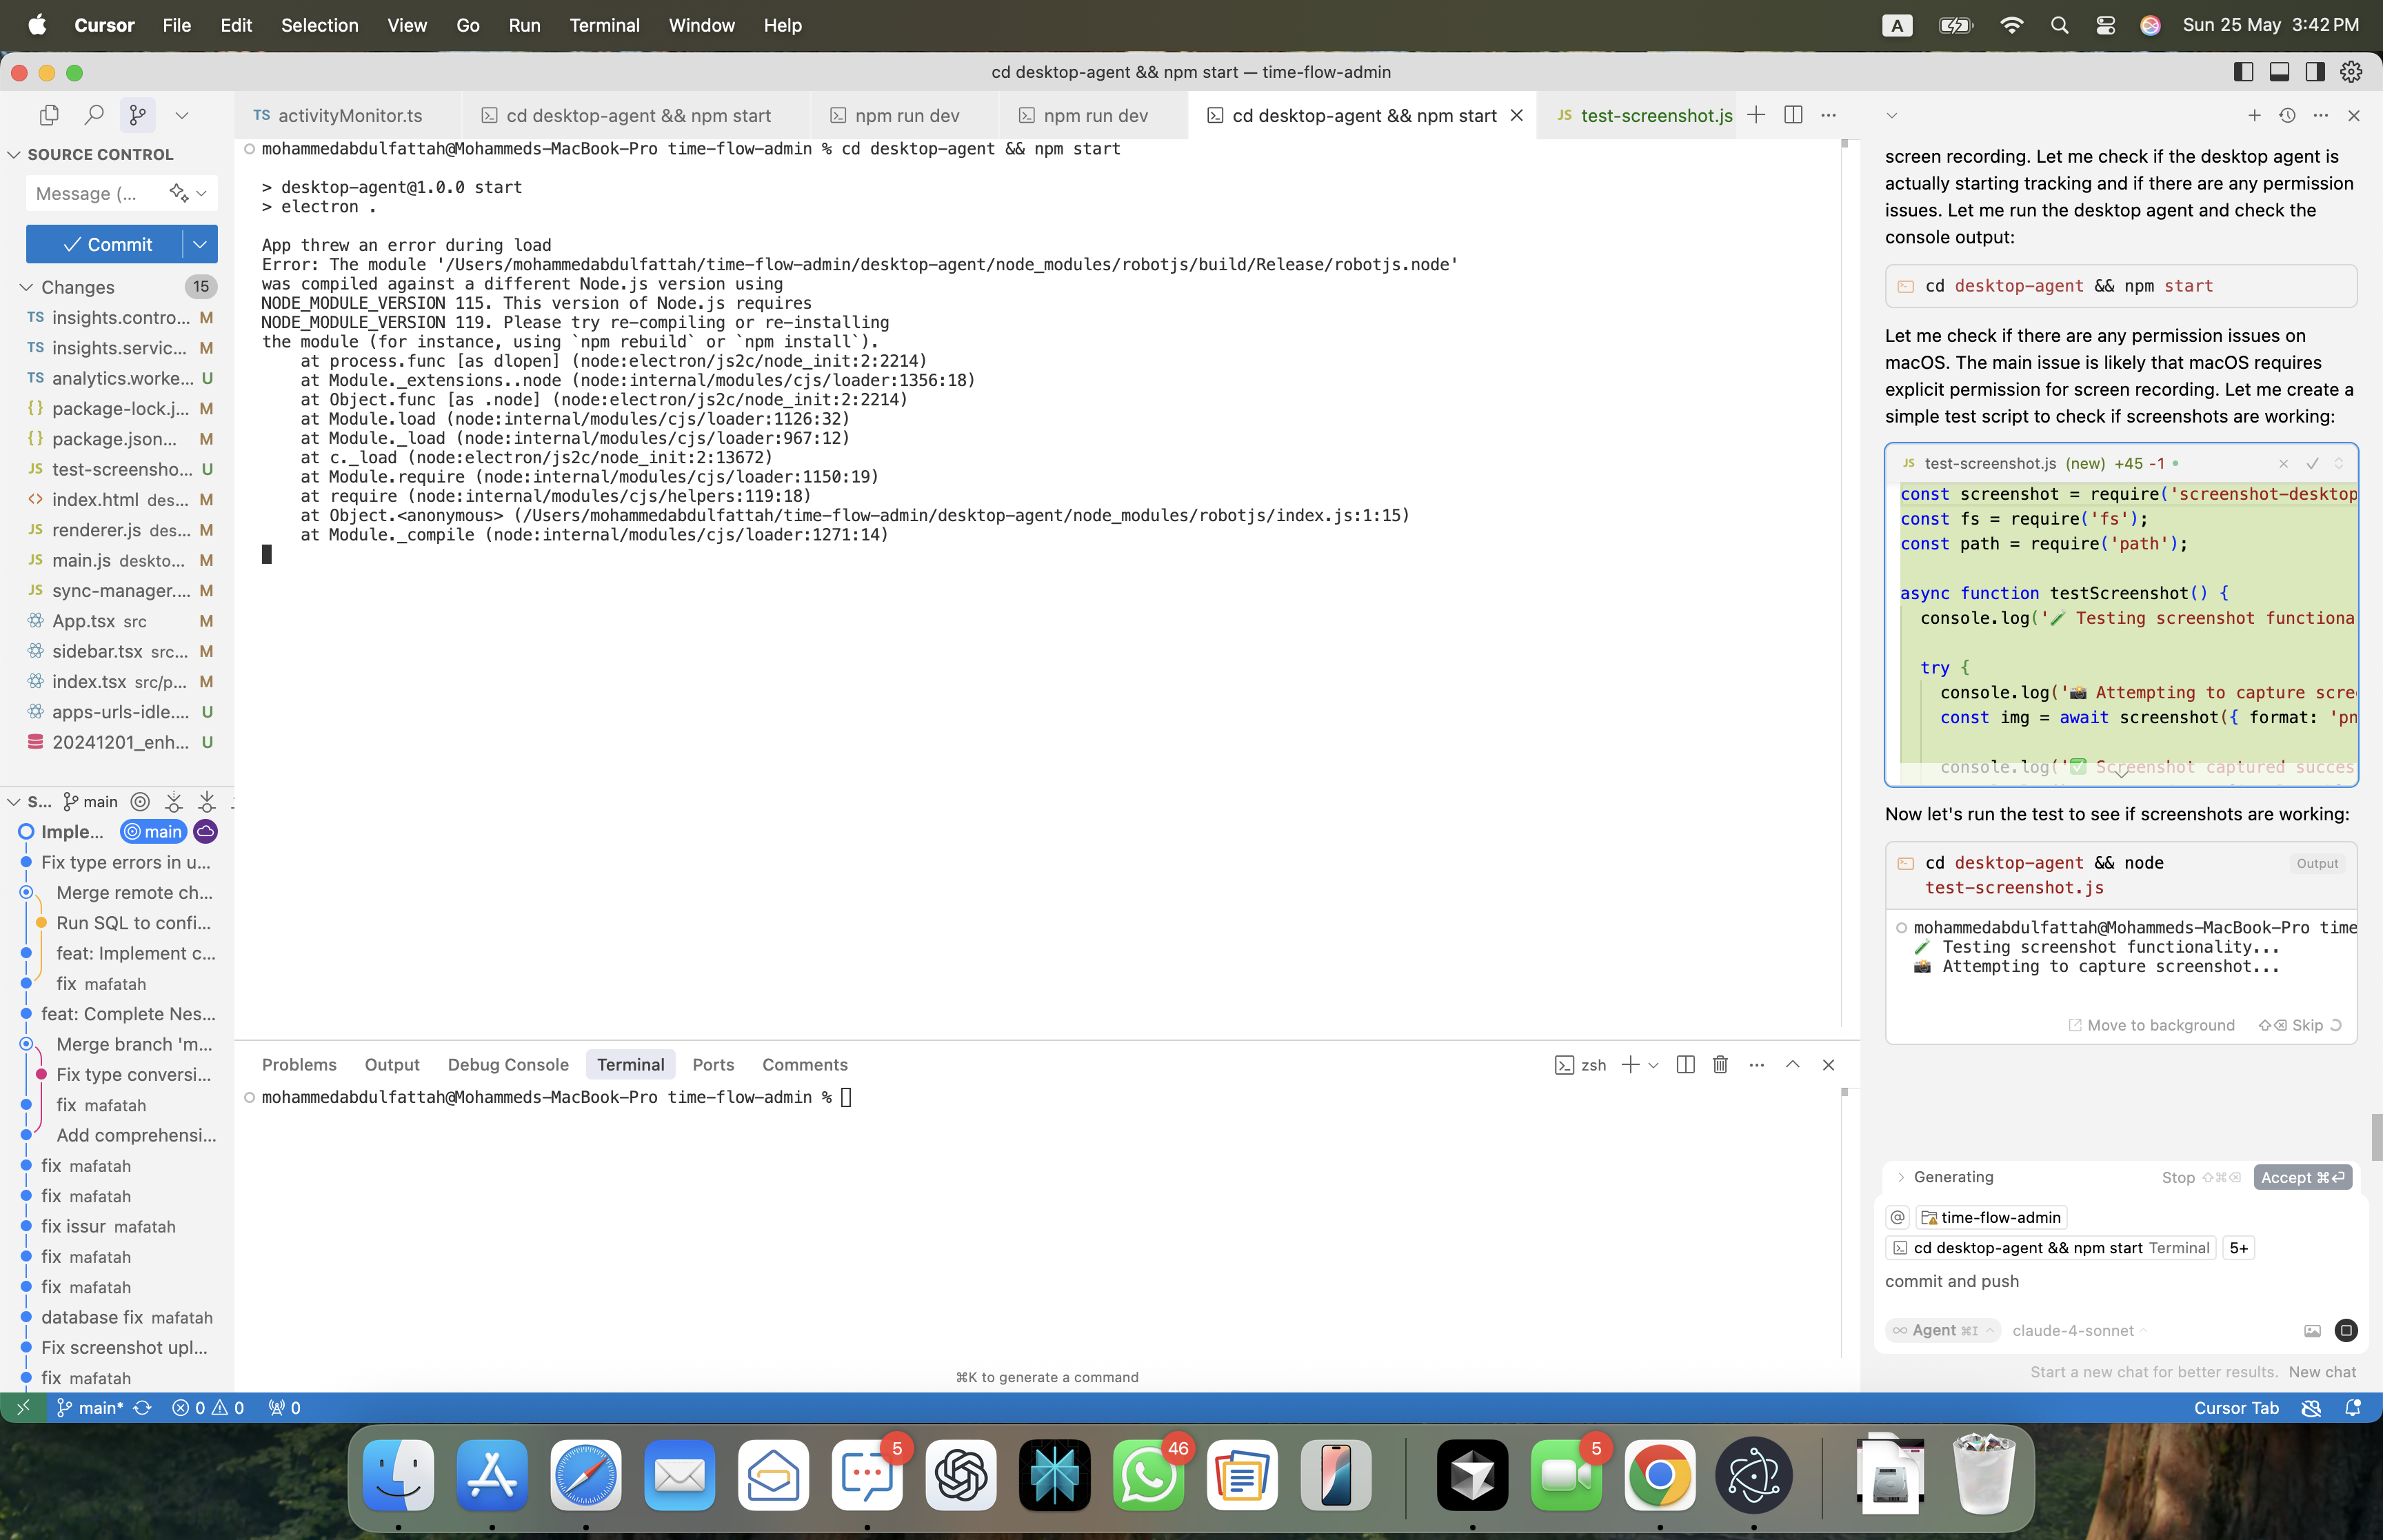 Cursor File Edit Selection View Go Run Terminal Window Help
A Sun 25 May 3:42 PM
cd desktop-agent && npm start — time-flow-admin
TS activityMonitor.ts
cd desktop-agent && npm start
npm run dev
npm run dev
cd desktop-agent && npm start
JS test-screenshot.js
SOURCE CONTROL
Message (...
Commit
Changes 15
TS insights.contro... M
TS insights.servic... M
TS analytics.worke... U
{} package-lock.j... M
{} package.json... M
JS test-screensho... U
<> index.html des... M
JS renderer.js des... M
JS main.js deskto... M
JS sync-manager.... M
App.tsx src M
sidebar.tsx src... M
index.tsx src/p... M
apps-urls-idle.... U
20241201_enh... U
S... main
Imple... main
Fix type errors in u...
Merge remote ch...
Run SQL to confi...
feat: Implement c...
fix mafatah
feat: Complete Nes...
Merge branch 'm...
Fix type conversi...
fix mafatah
Add comprehensi...
fix mafatah
fix mafatah
fix issur mafatah
fix mafatah
fix mafatah
database fix mafatah
Fix screenshot upl...
fix mafatah
mohammedabdulfattah@Mohammeds-MacBook-Pro time-flow-admin % cd desktop-agent && npm start
> desktop-agent@1.0.0 start
> electron .
App threw an error during load
Error: The module '/Users/mohammedabdulfattah/time-flow-admin/desktop-agent/node_modules/robotjs/build/Release/robotjs.node'
was compiled against a different Node.js version using
NODE_MODULE_VERSION 115. This version of Node.js requires
NODE_MODULE_VERSION 119. Please try re-compiling or re-installing
the module (for instance, using `npm rebuild` or `npm install`).
at process.func [as dlopen] (node:electron/js2c/node_init:2:2214)
at Module._extensions..node (node:internal/modules/cjs/loader:1356:18)
at Object.func [as .node] (node:electron/js2c/node_init:2:2214)
at Module.load (node:internal/modules/cjs/loader:1126:32)
at Module._load (node:internal/modules/cjs/loader:967:12)
at c._load (node:electron/js2c/node_init:2:13672)
at Module.require (node:internal/modules/cjs/loader:1150:19)
at require (node:internal/modules/cjs/helpers:119:18)
at Object.<anonymous> (/Users/mohammedabdulfattah/time-flow-admin/desktop-agent/node_modules/robotjs/index.js:1:15)
at Module._compile (node:internal/modules/cjs/loader:1271:14)
Problems Output Debug Console Terminal Ports Comments
zsh
mohammedabdulfattah@Mohammeds-MacBook-Pro time-flow-admin %
⌘K to generate a command
screen recording. Let me check if the desktop agent is
actually starting tracking and if there are any permission
issues. Let me run the desktop agent and check the
console output:
cd desktop-agent && npm start
Let me check if there are any permission issues on
macOS. The main issue is likely that macOS requires
explicit permission for screen recording. Let me create a
simple test script to check if screenshots are working:
JS test-screenshot.js (new) +45 -1
const screenshot = require('screenshot-desktop
const fs = require('fs');
const path = require('path');
async function testScreenshot() {
console.log('🧪 Testing screenshot functiona
try {
console.log('📸 Attempting to capture scre
const img = await screenshot({ format: 'pn
console.log('✅ Screenshot captured succes
Now let's run the test to see if screenshots are working:
cd desktop-agent && node
test-screenshot.js
Output
mohammedabdulfattah@Mohammeds-MacBook-Pro time
🧪 Testing screenshot functionality...
📸 Attempting to capture screenshot...
Move to background ⇧⌫ Skip
Generating Stop ⇧⌘⌫ Accept ⌘⏎
@ time-flow-admin
cd desktop-agent && npm start Terminal 5+
commit and push
∞ Agent ⌘I claude-4-sonnet
Start a new chat for better results. New chat
main* 0 0 0
Cursor Tab
5
46
5